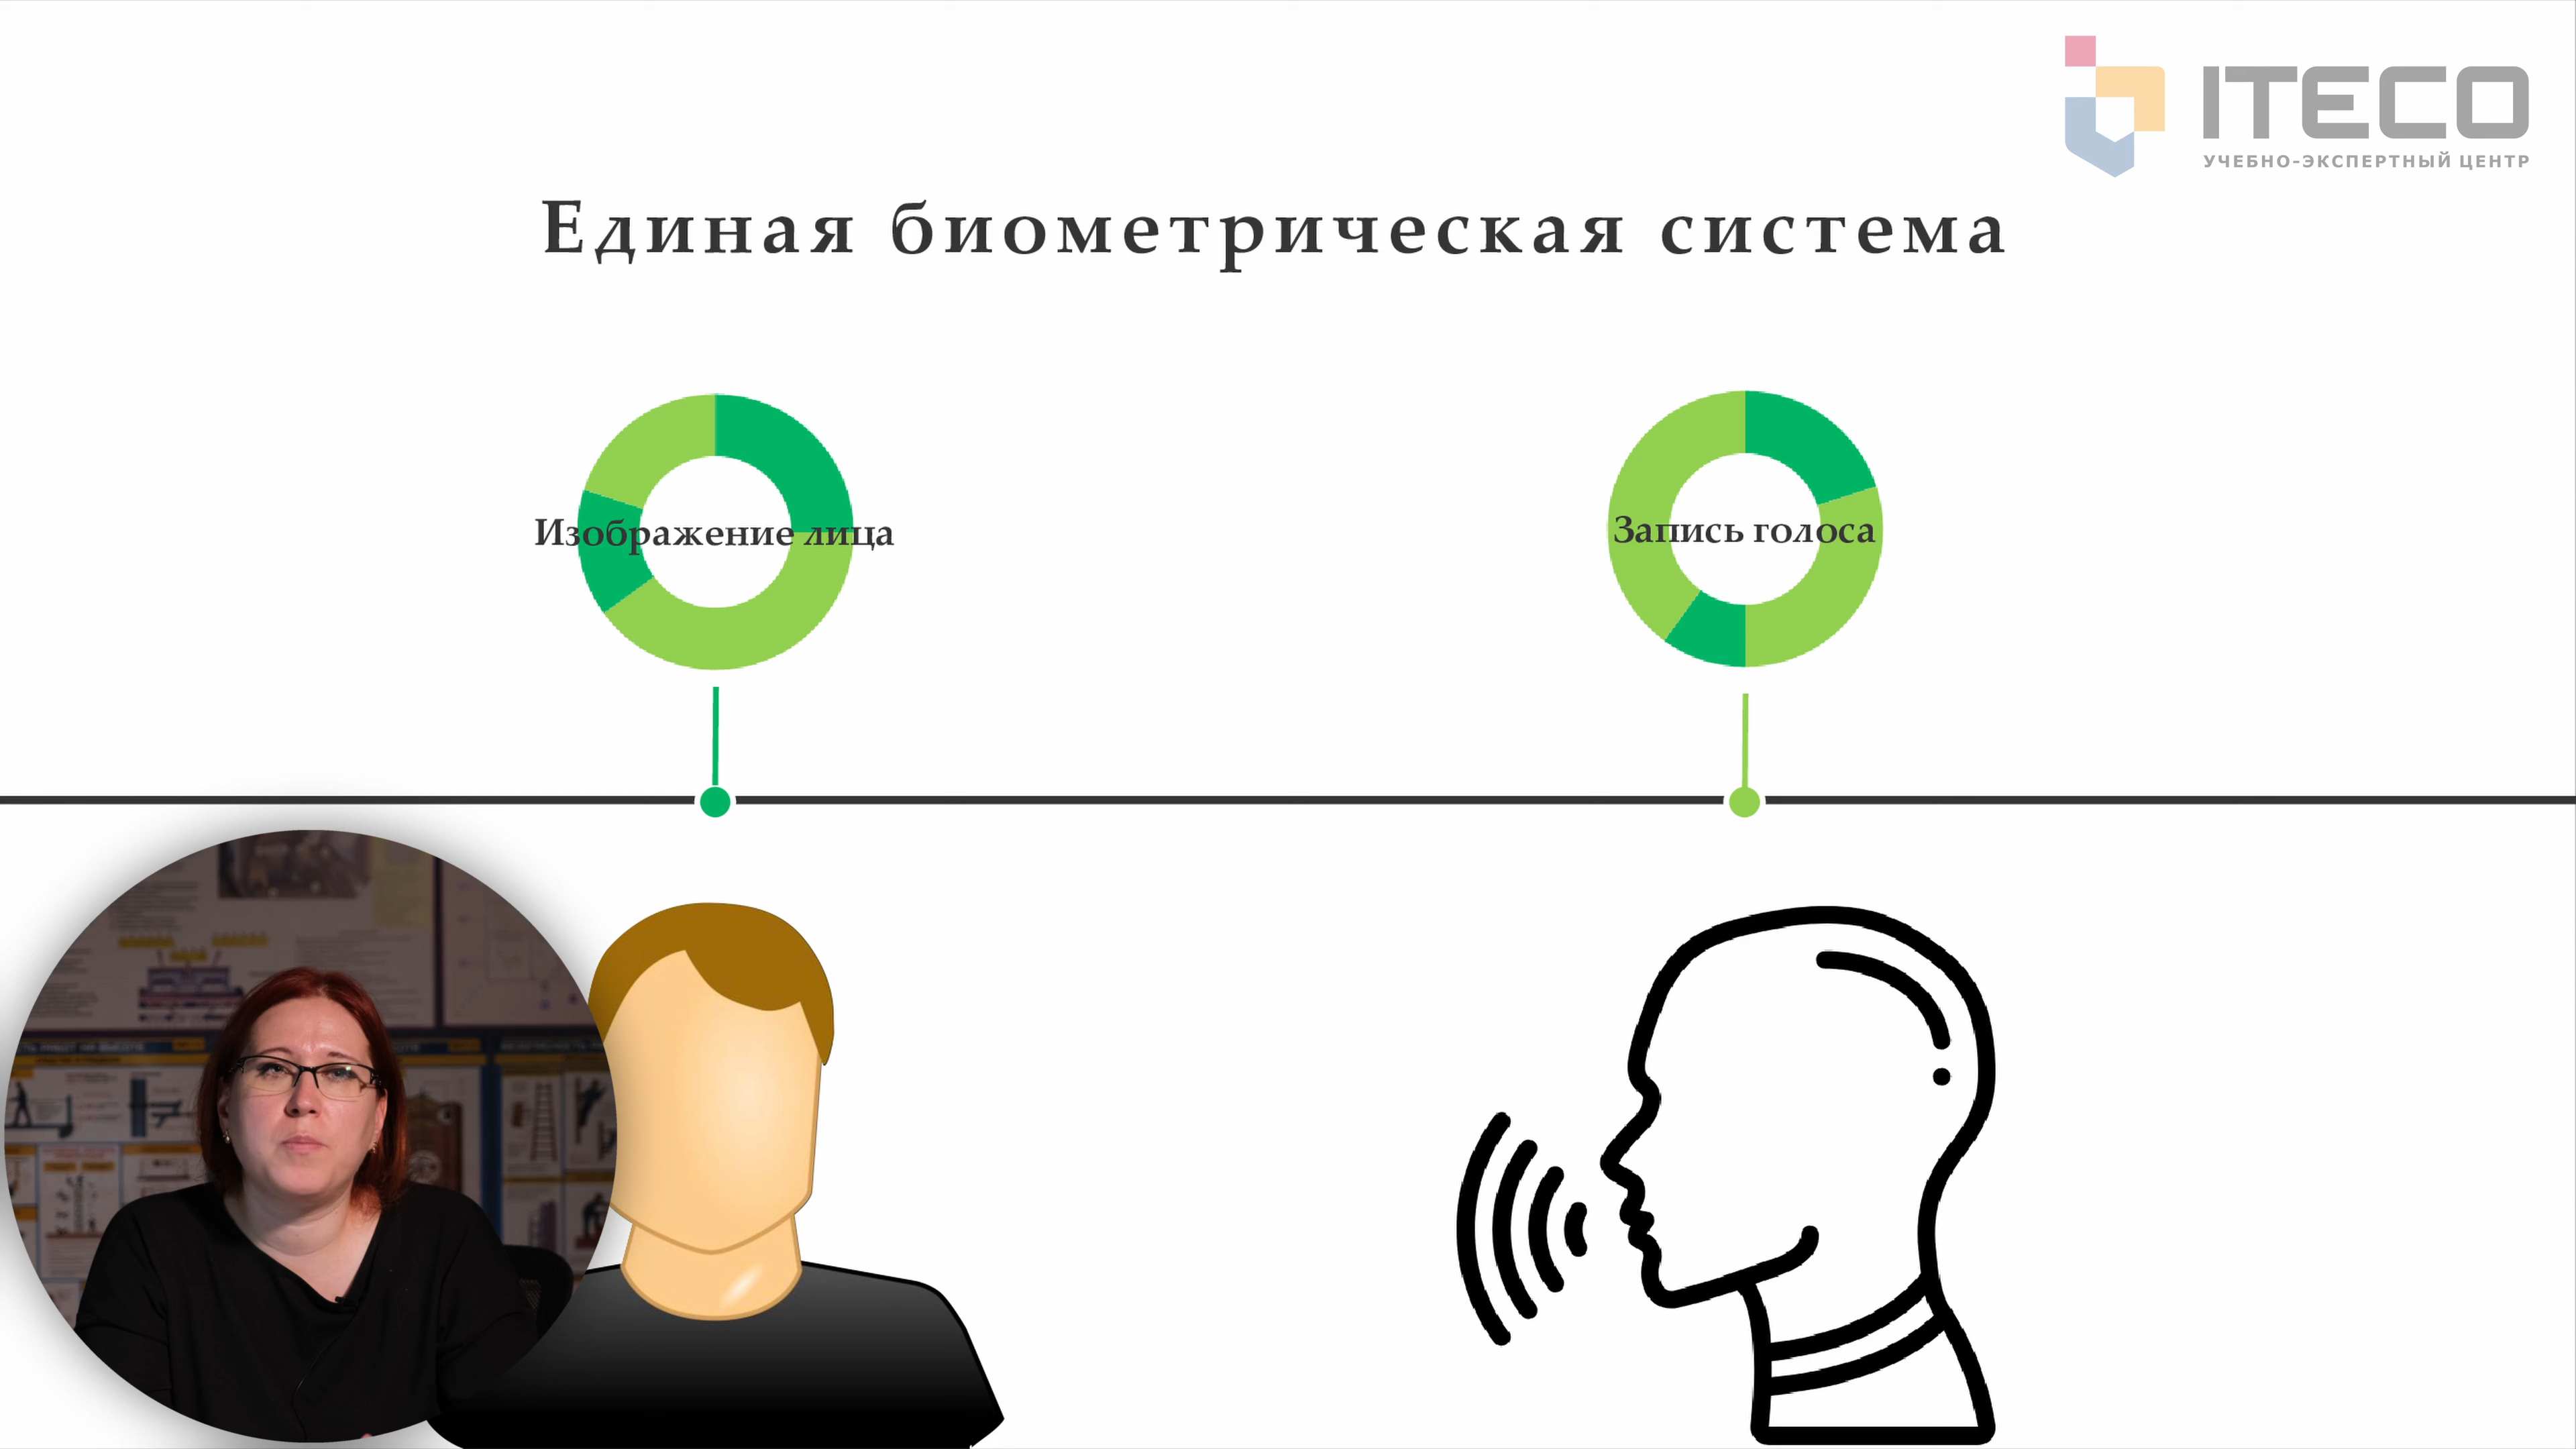 ITECO
УЧЕБНО-ЭКСПЕРТНЫЙ ЦЕНТР
Единая биометрическая система
Изображение лица
Запись голоса